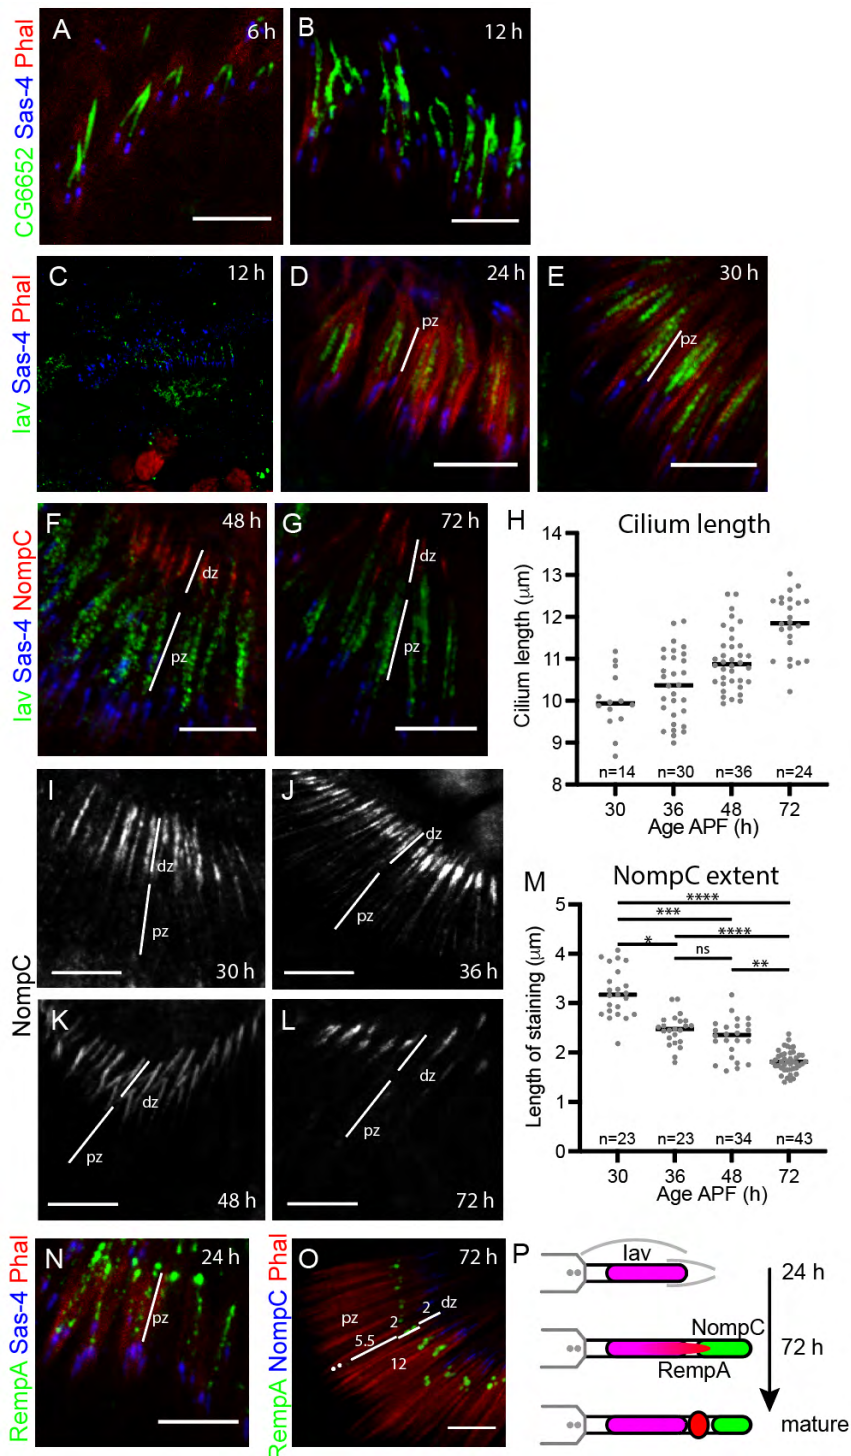 CG6652 Sas-4 Phal
A
6 h
B
12 h
Iav Sas-4 Phal
C
12 h
D
24 h
pz
E
30 h
pz
Iav Sas-4 NompC
F
48 h
dz
pz
G
72 h
dz
pz
H
Cilium length
Cilium length (μm)
14
13
12
11
10
9
8
n=14
n=30
n=36
n=24
30
36
48
72
Age APF (h)
NompC
I
dz
pz
30 h
J
dz
pz
36 h
K
dz
pz
48 h
L
dz
pz
72 h
M
NompC extent
Length of staining (μm)
5
4
3
2
1
0
****
***
****
*
ns
**
n=23
n=23
n=34
n=43
30
36
48
72
Age APF (h)
RempA Sas-4 Phal
N
24 h
pz
RempA NompC Phal
O
72 h
pz
dz
2
2
5.5
12
P
Iav
24 h
NompC
72 h
RempA
mature